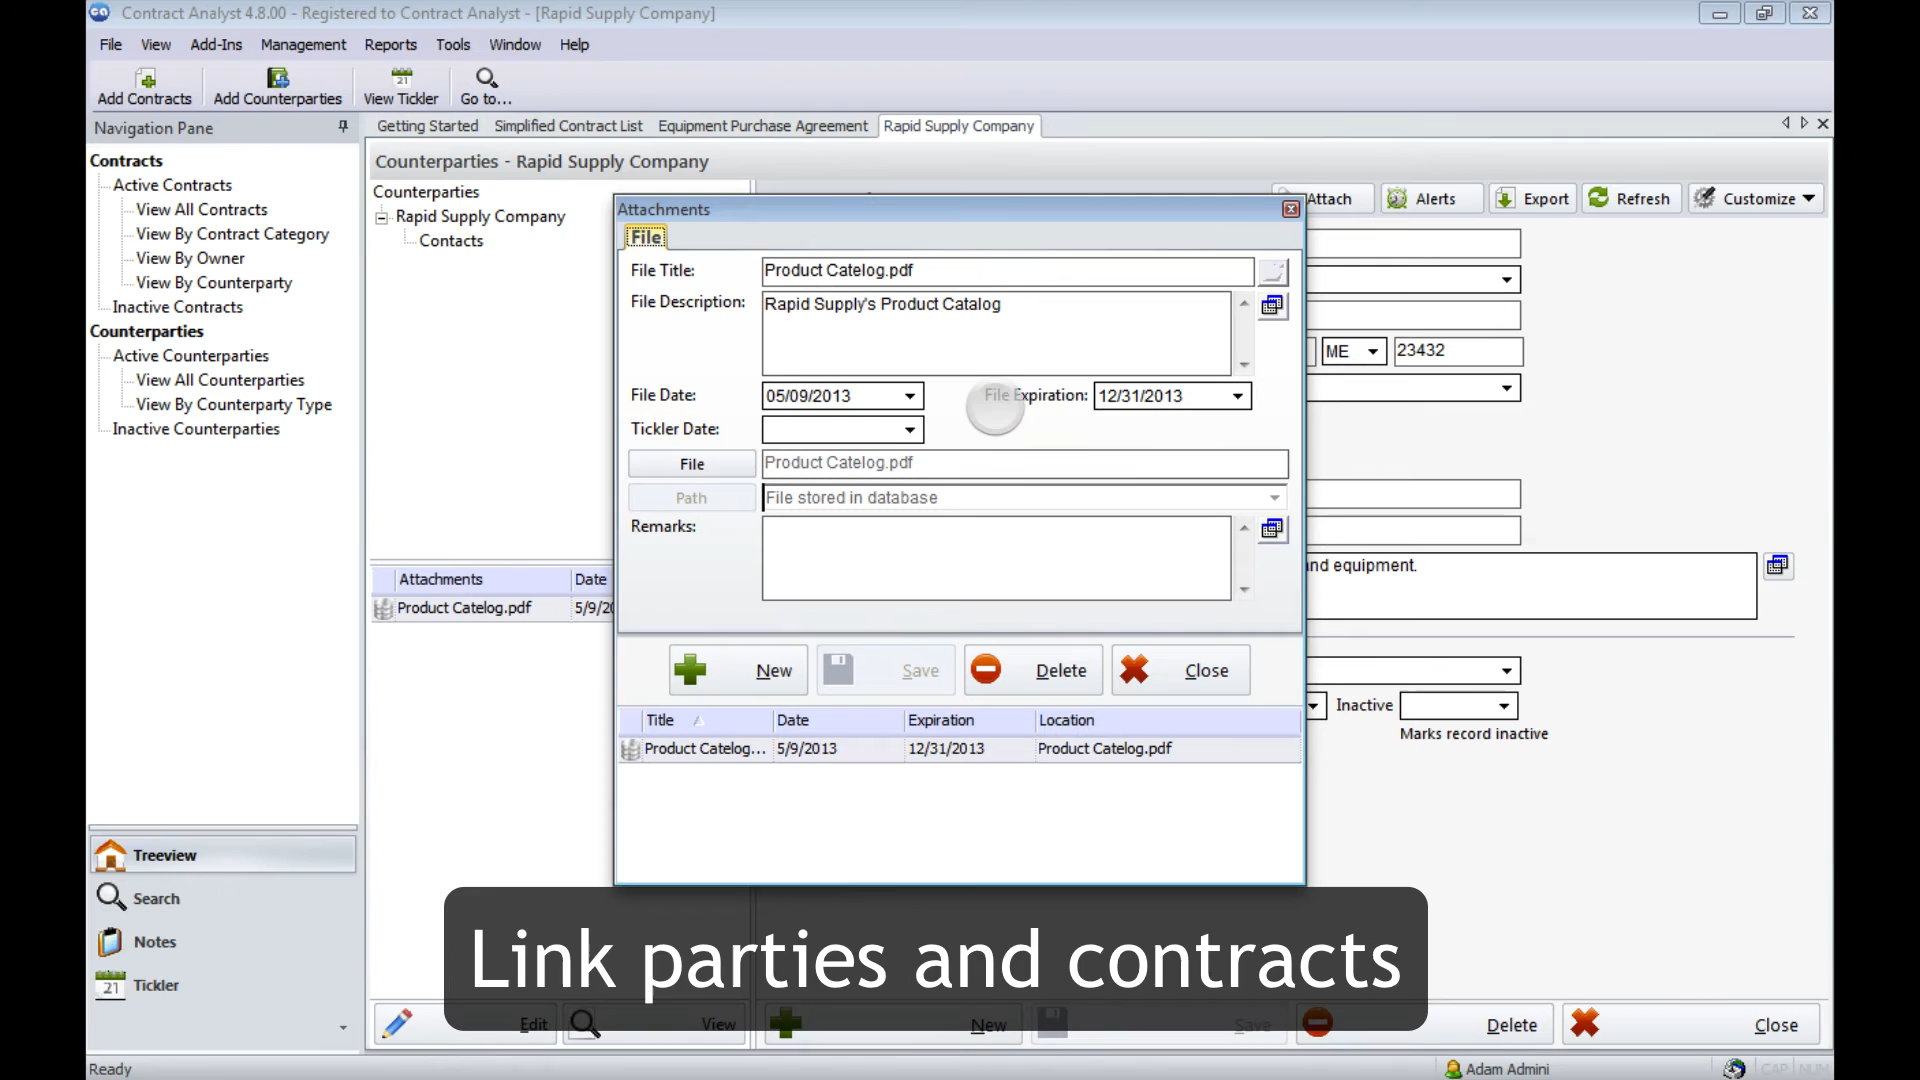 Contract Analyst 4.8.00 - Registered to Contract Analyst - [Rapid Supply Company]
File View Add-Ins Management Reports Tools Window Help
Add Contracts Add Counterparties View Tickler Go to...
Navigation Pane
Contracts
Active Contracts
View All Contracts
View By Contract Category
View By Owner
View By Counterparty
Inactive Contracts
Counterparties
Active Counterparties
View All Counterparties
View By Counterparty Type
Inactive Counterparties
Treeview
Search
Notes
Tickler
Getting Started Simplified Contract List Equipment Purchase Agreement Rapid Supply Company
Counterparties - Rapid Supply Company
Counterparties
Rapid Supply Company
Contacts
Attach Alerts Export Refresh Customize
Attachments Date
Product Catelog.pdf 5/9/20
Attachments
File
File Title: Product Catelog.pdf
File Description: Rapid Supply's Product Catalog
File Date: 05/09/2013 File Expiration: 12/31/2013
Tickler Date:
File Product Catelog.pdf
Path File stored in database
Remarks:
New Save Delete Close
Title Date Expiration Location
Product Catelog... 5/9/2013 12/31/2013 Product Catelog.pdf
ME 23432
nd equipment.
Inactive
Marks record inactive
Link parties and contracts
Edit View New Save Delete Close
Ready Adam Admini CAP NUM